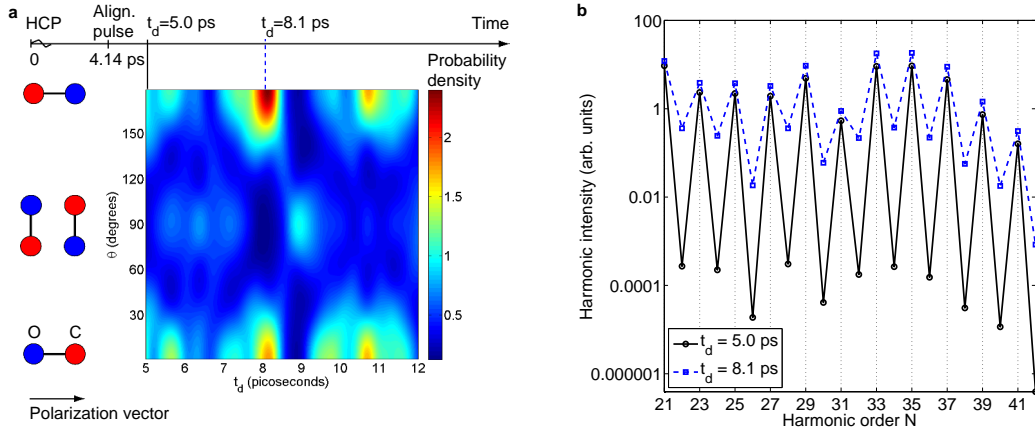 a
HCP
Align.
pulse
t_d=5.0 ps
t_d=8.1 ps
Time
0
4.14 ps
Probability
density
150
120
90
60
30
θ (degrees)
2
1.5
1
0.5
O C
5 6 7 8 9 10 11 12
t_d (picoseconds)
Polarization vector
b
100
1
0.01
0.0001
0.000001
Harmonic intensity (arb. units)
t_d = 5.0 ps
t_d = 8.1 ps
21 23 25 27 29 31 33 35 37 39 41
Harmonic order N